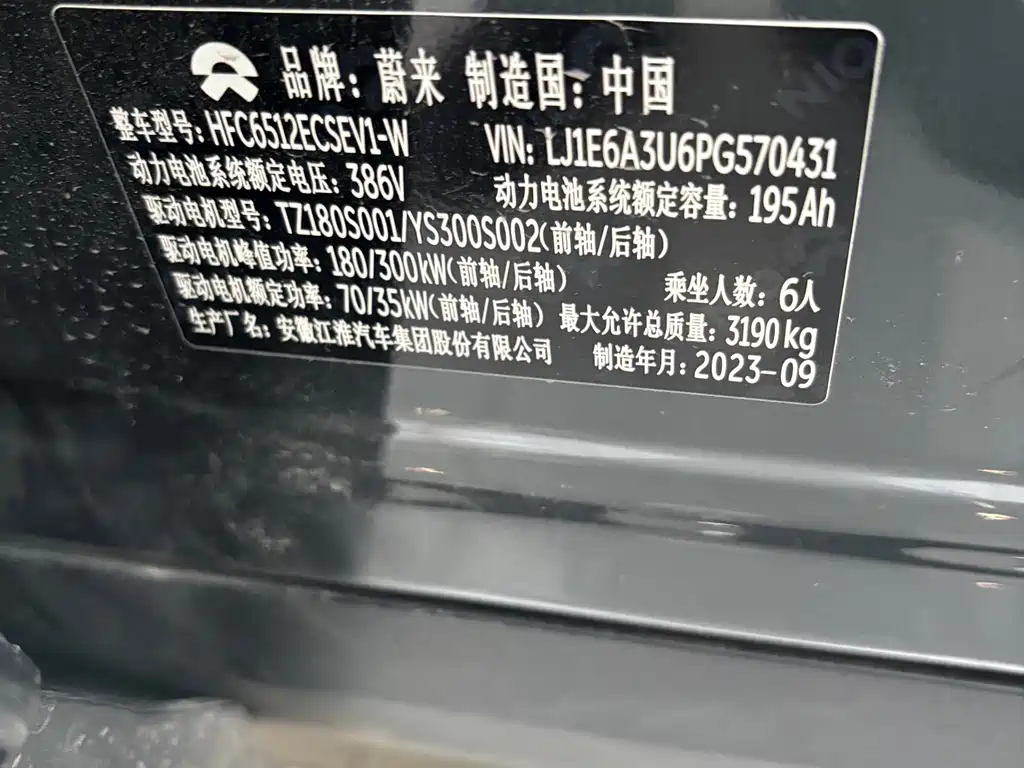 品牌：蔚来 制造国：中国
整车型号：HFC6512ECSEV1-W VIN: LJ1E6A3U6PG570431
动力电池系统额定电压：386V 动力电池系统额定容量：195Ah
驱动电机型号：TZ180S001/YS300S002(前轴/后轴)
驱动电机峰值功率：180/300kW(前轴/后轴) 乘坐人数：6人
驱动电机额定功率：70/35kW(前轴/后轴) 最大允许总质量：3190kg
生产厂名：安徽江淮汽车集团股份有限公司 制造年月：2023-09
NIO